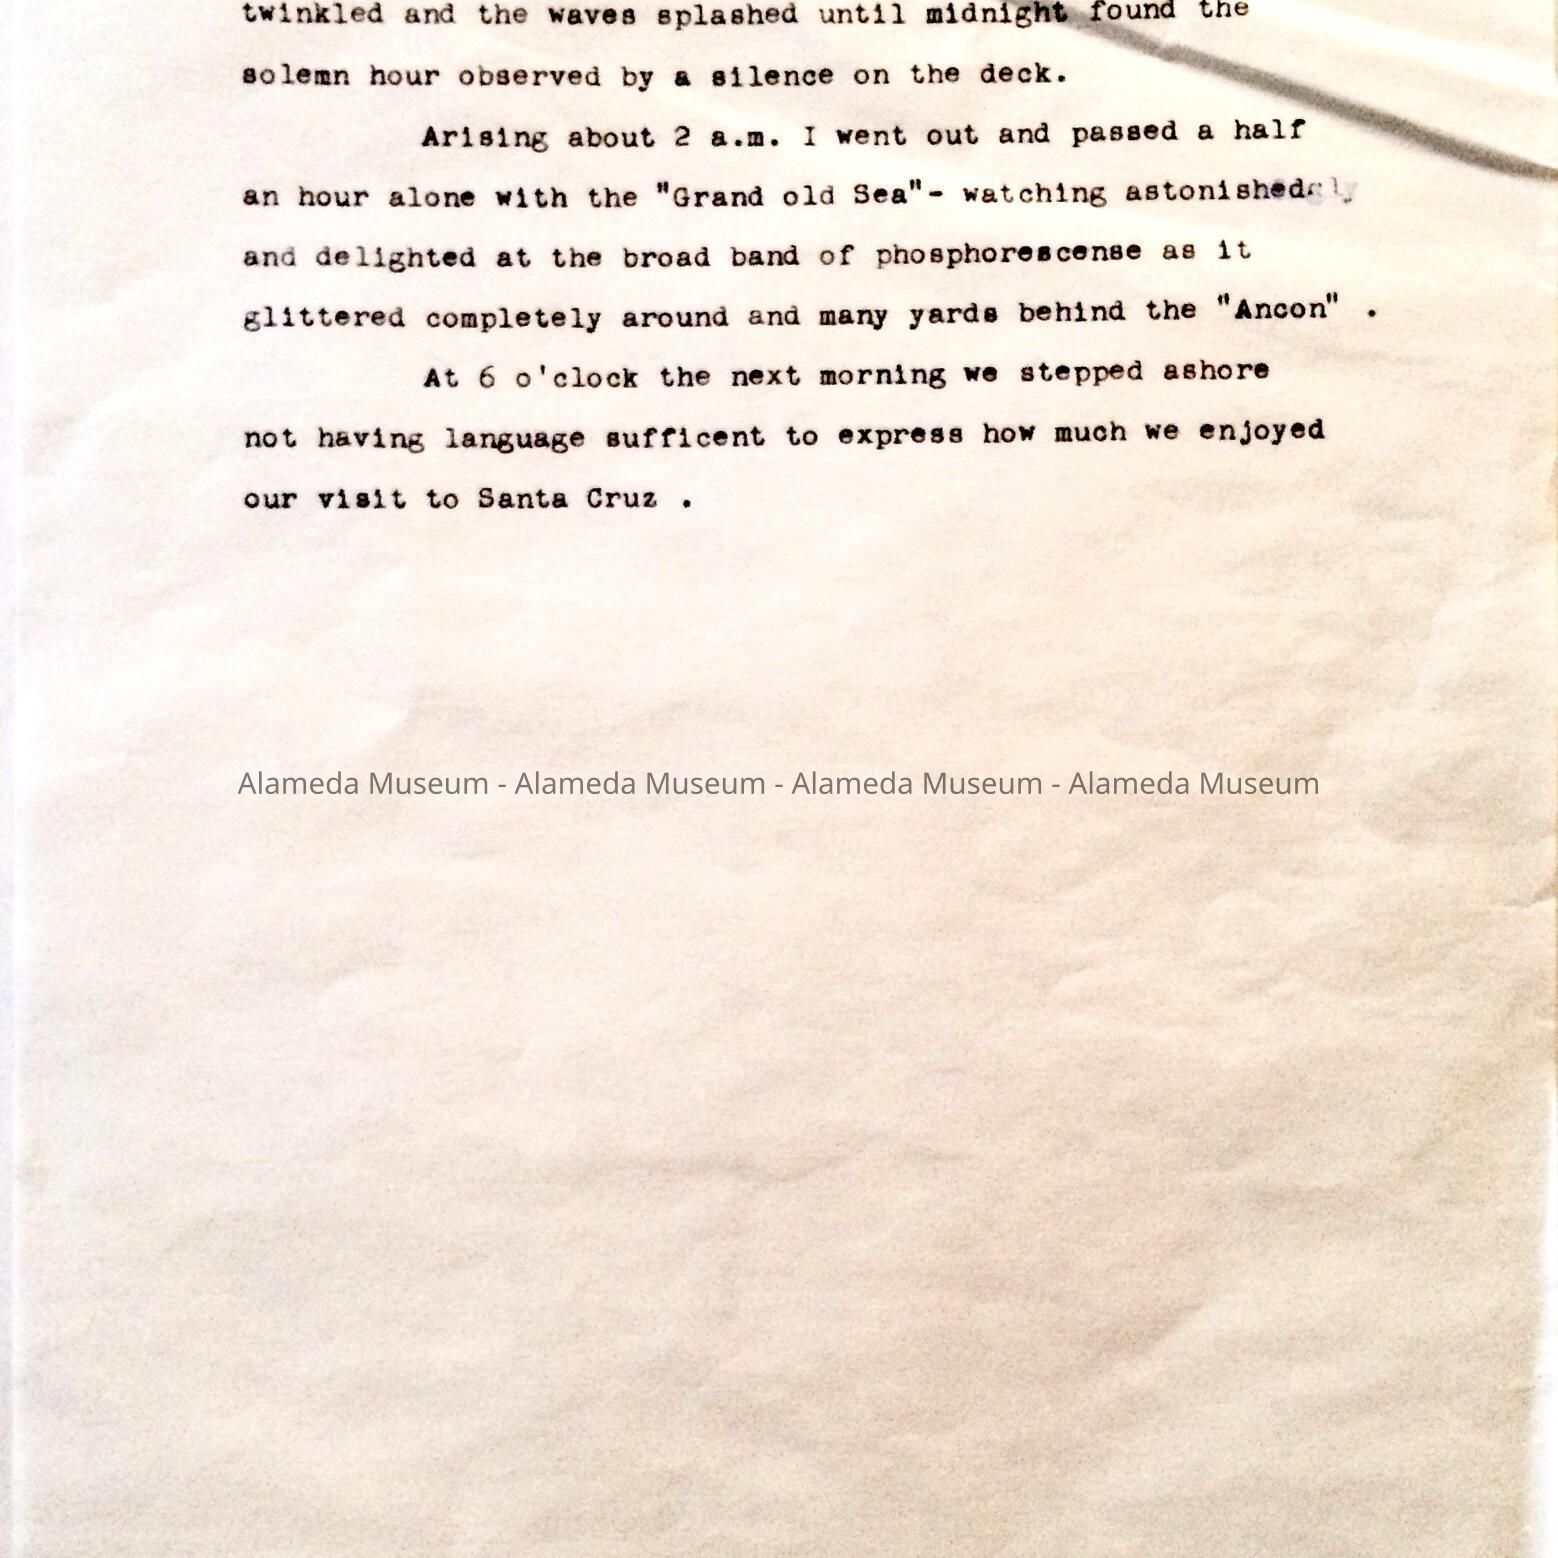 twinkled and the waves splashed until midnight found the
solemn hour observed by a silence on the deck.
Arising about 2 a.m. I went out and passed a half
an hour alone with the "Grand old Sea"- watching astonishedly
and delighted at the broad band of phosphorescense as it
glittered completely around and many yards behind the "Ancon" .
At 6 o'clock the next morning we stepped ashore
not having language sufficent to express how much we enjoyed
our visit to Santa Cruz .
Alameda Museum - Alameda Museum - Alameda Museum - Alameda Museum